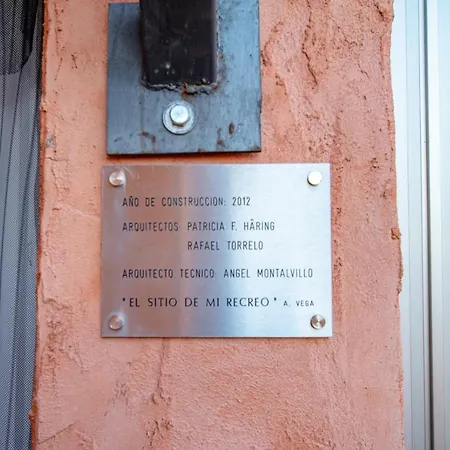 AÑO DE CONSTRUCCION: 2012
ARQUITECTOS: PATRICIA F. HÄRING
RAFAEL TORRELO
ARQUITECTO TECNICO: ANGEL MONTALVILLO
"EL SITIO DE MI RECREO" A. VEGA